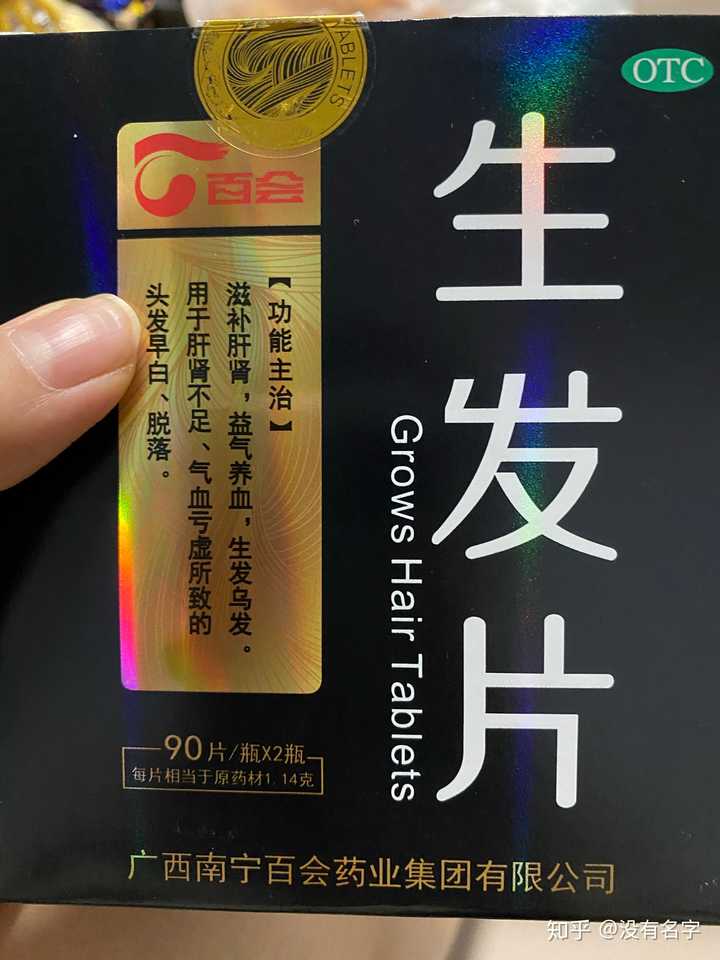 TABLETS
OTC
百会
生发片
Grows Hair Tablets
【功能主治】
滋补肝肾，益气养血，生发乌发。
用于肝肾不足、气血亏虚所致的
头发早白、脱落。
90片/瓶X2瓶
每片相当于原药材1.14克
广西南宁百会药业集团有限公司
知乎 @没有名字